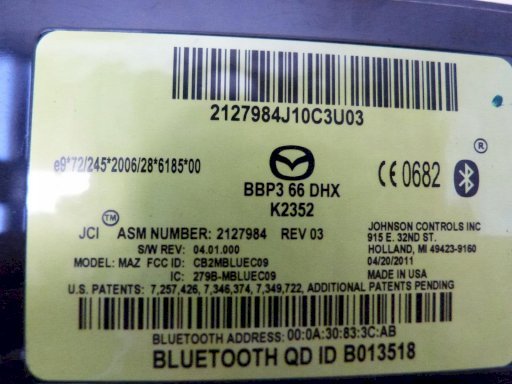 2127984J10C3U03
®
e9*72/245*2006/28*6185*00
BBP3 66 DHX
K2352
CE 0682
TM
JCI ASM NUMBER: 2127984 REV 03
S/W REV: 04.01.000
MODEL: MAZ FCC ID: CB2MBLUEC09
IC: 279B-MBLUEC09
JOHNSON CONTROLS INC
915 E. 32ND ST.
HOLLAND, MI 49423-9160
04/20/2011
MADE IN USA
U.S. PATENTS: 7,257,426, 7,346,374, 7,349,722, ADDITIONAL PATENTS PENDING
BLUETOOTH ADDRESS: 00:0A:30:83:3C:AB
BLUETOOTH QD ID B013518